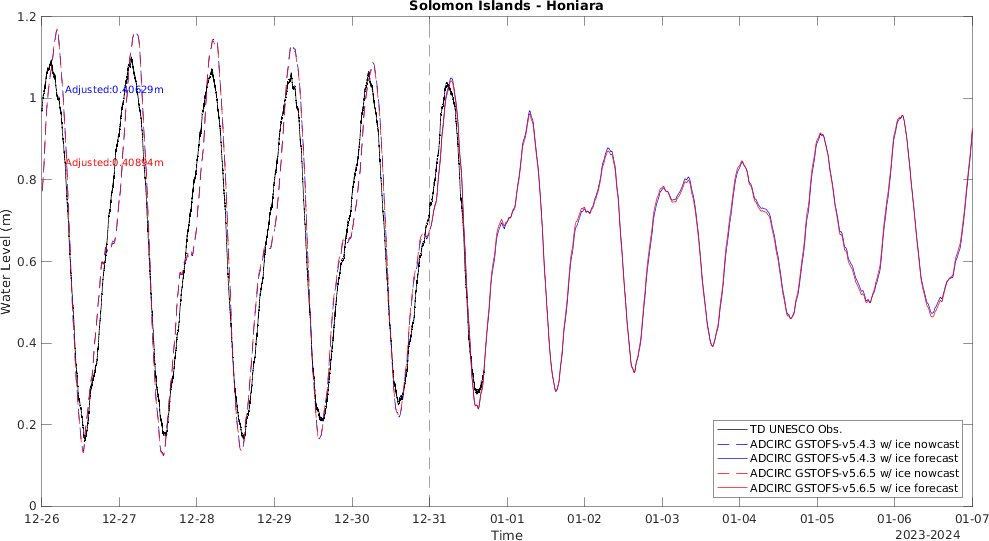 Solomon Islands - Honiara
1.2
1
0.8
0.6
0.4
0.2
0
Water Level (m)
Adjusted:0.40629m
Adjusted:0.40894m
TD UNESCO Obs.
ADCIRC GSTOFS-v5.4.3 w/ ice nowcast
ADCIRC GSTOFS-v5.4.3 w/ ice forecast
ADCIRC GSTOFS-v5.6.5 w/ ice nowcast
ADCIRC GSTOFS-v5.6.5 w/ ice forecast
12-26 12-27 12-28 12-29 12-30 12-31 01-01 01-02 01-03 01-04 01-05 01-06 01-07
Time
2023-2024